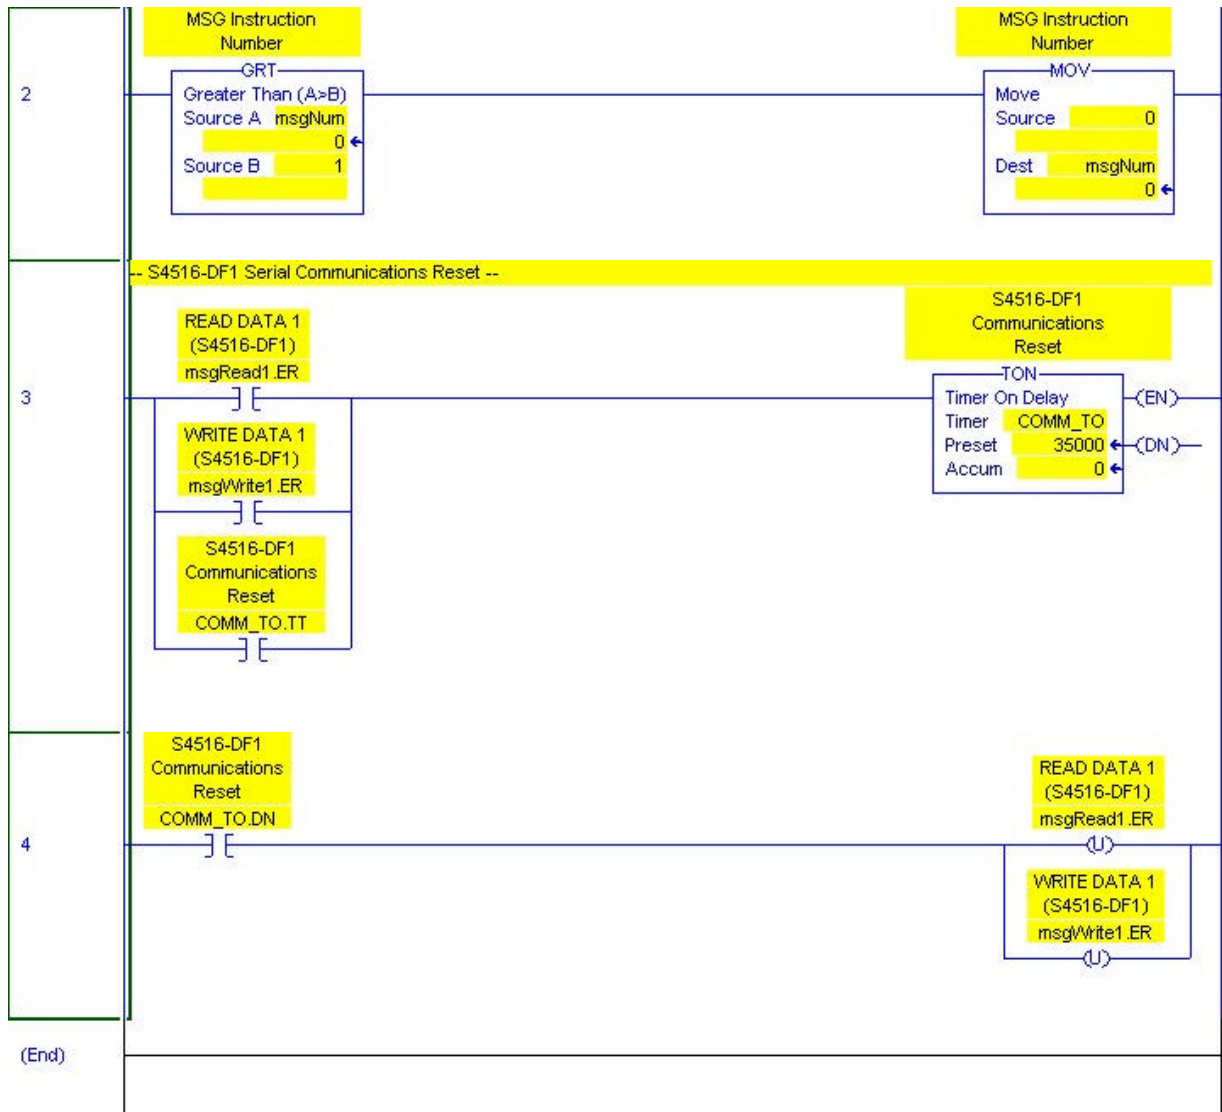 MSG Instruction
Number
MSG Instruction
Number
2
GRT
Greater Than (A>B)
Source A msgNum
0
Source B 1
MOV
Move
Source 0
Dest msgNum
0
-- S4516-DF1 Serial Communications Reset --
3
READ DATA 1
(S4516-DF1)
msgRead1.ER
WRITE DATA 1
(S4516-DF1)
msgWrite1.ER
S4516-DF1
Communications
Reset
COMM_TO.TT
S4516-DF1
Communications
Reset
TON
Timer On Delay
Timer COMM_TO
Preset 35000
Accum 0
(EN)
(DN)
4
S4516-DF1
Communications
Reset
COMM_TO.DN
READ DATA 1
(S4516-DF1)
msgRead1.ER
(U)
WRITE DATA 1
(S4516-DF1)
msgWrite1.ER
(U)
(End)